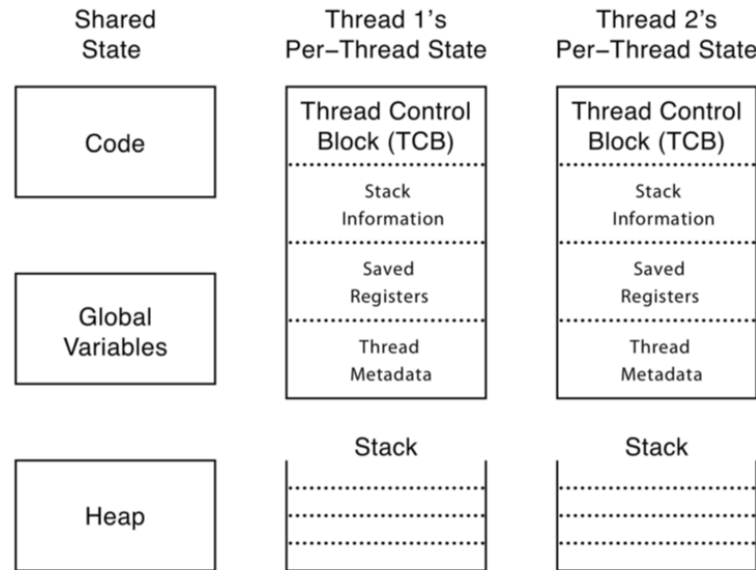 Shared
State
Code
Global
Variables
Heap
Thread 1's
Per–Thread State
Thread Control
Block (TCB)
Stack
Information
Saved
Registers
Thread
Metadata
Stack
Thread 2's
Per–Thread State
Thread Control
Block (TCB)
Stack
Information
Saved
Registers
Thread
Metadata
Stack